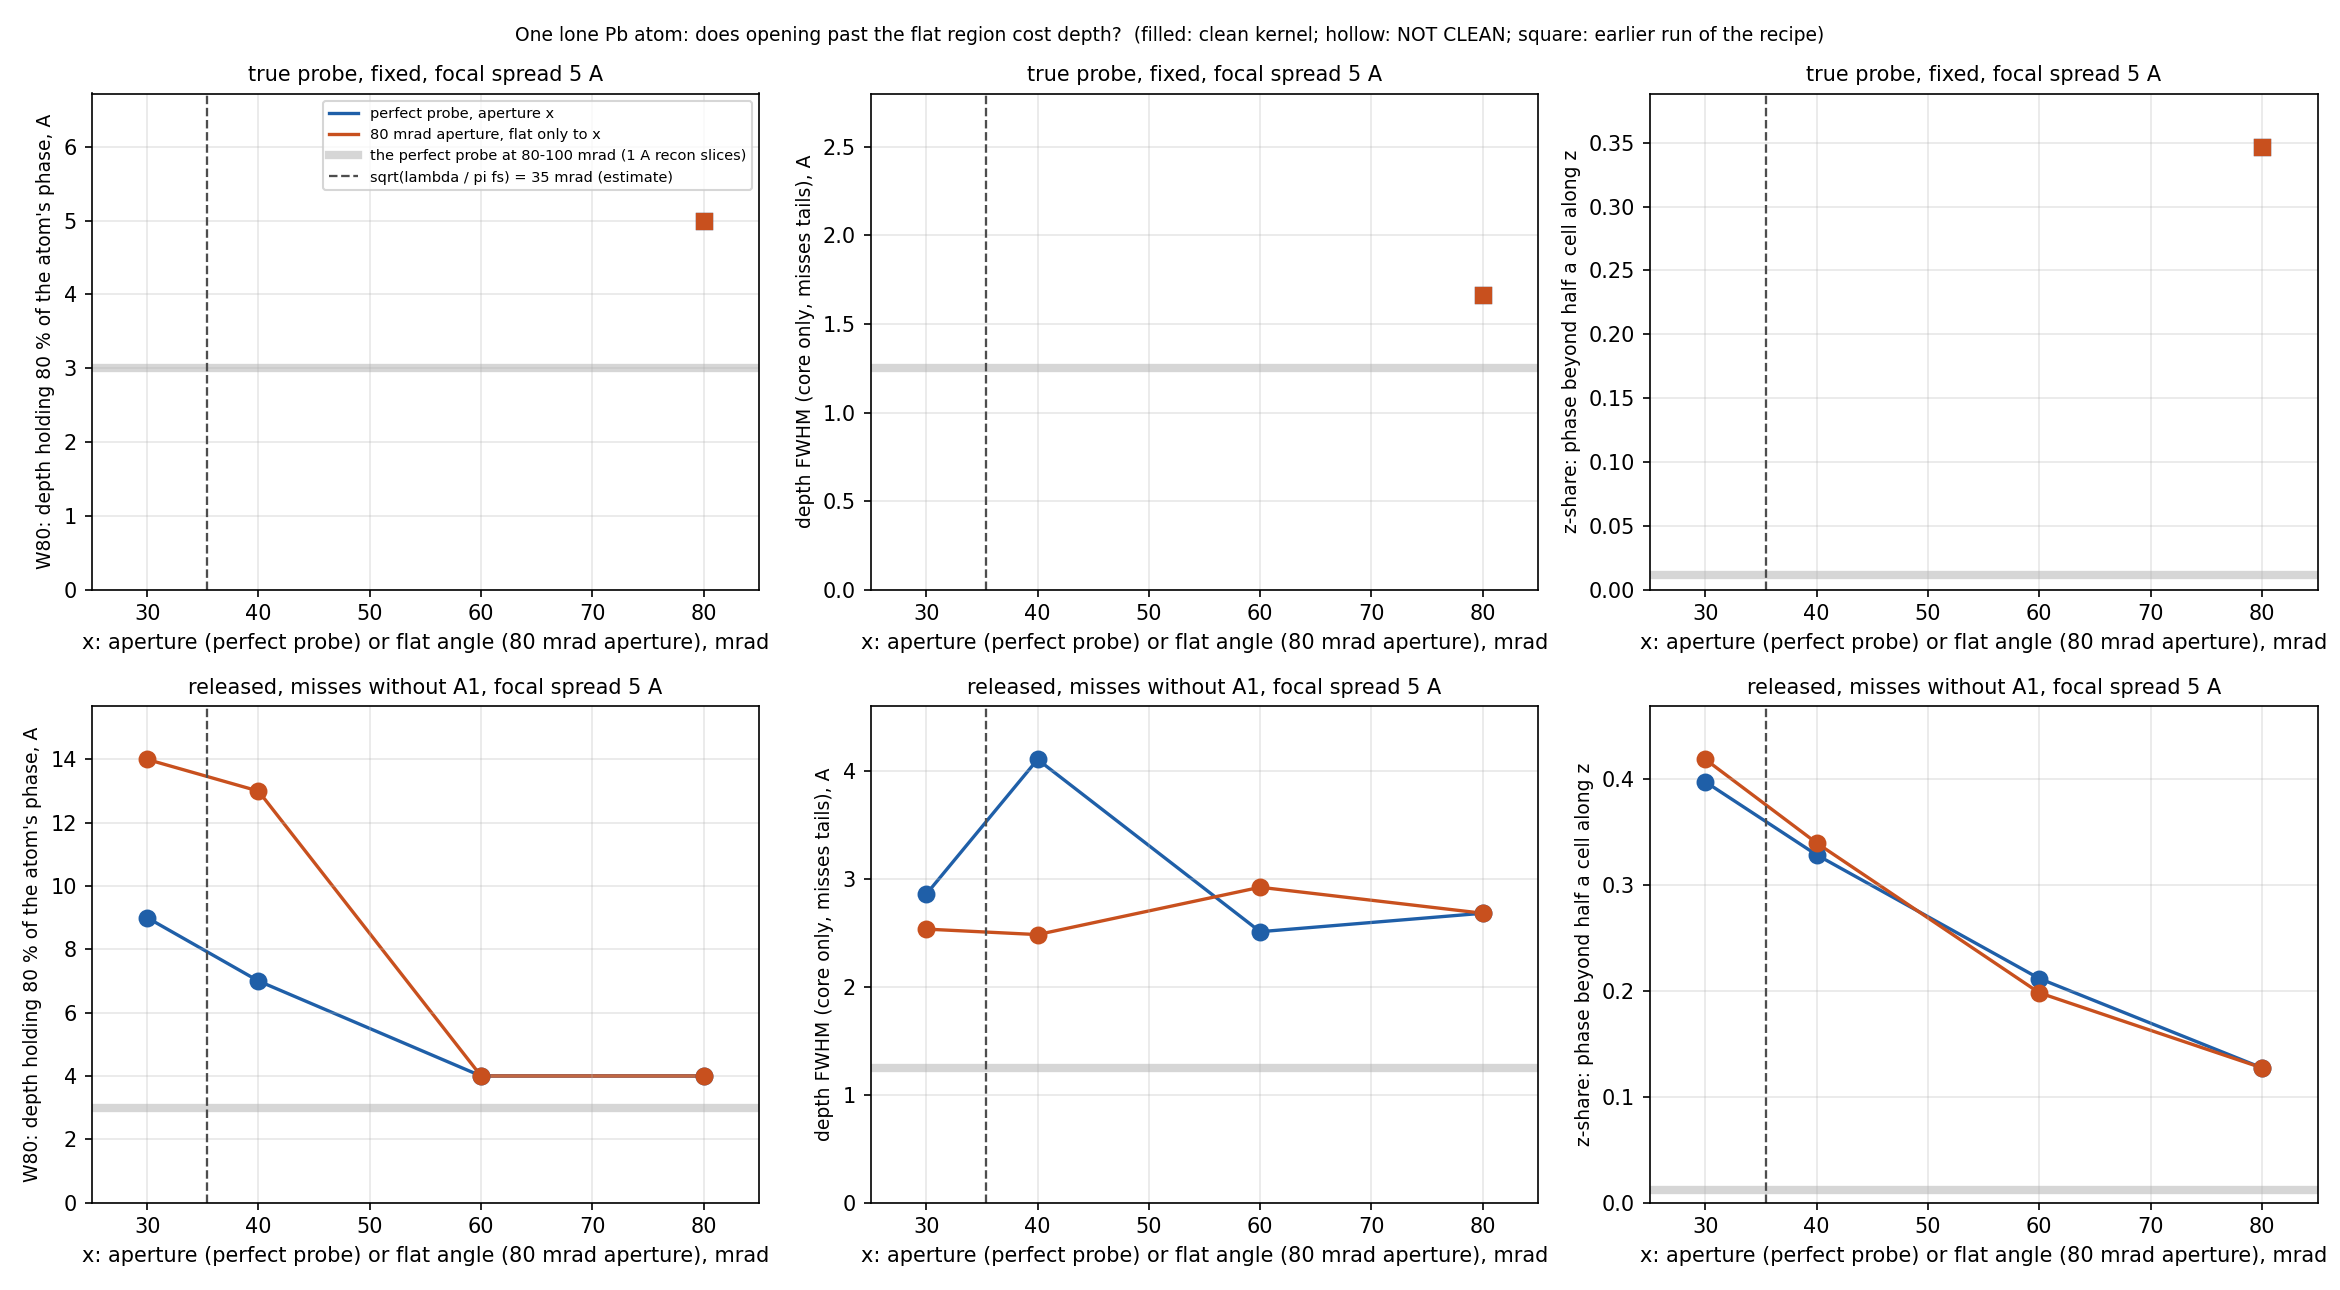 One lone Pb atom: does opening past the flat region cost depth?  (filled: clean kernel; hollow: NOT CLEAN; square: earlier run of the recipe)
true probe, fixed, focal spread 5 A
W80: depth holding 80 % of the atom's phase, A
6
5
4
3
2
1
0
perfect probe, aperture x
80 mrad aperture, flat only to x
the perfect probe at 80-100 mrad (1 A recon slices)
sqrt(lambda / pi fs) = 35 mrad (estimate)
30 40 50 60 70 80
x: aperture (perfect probe) or flat angle (80 mrad aperture), mrad
true probe, fixed, focal spread 5 A
depth FWHM (core only, misses tails), A
2.5
2.0
1.5
1.0
0.5
0.0
30 40 50 60 70 80
x: aperture (perfect probe) or flat angle (80 mrad aperture), mrad
true probe, fixed, focal spread 5 A
z-share: phase beyond half a cell along z
0.35
0.30
0.25
0.20
0.15
0.10
0.05
0.00
30 40 50 60 70 80
x: aperture (perfect probe) or flat angle (80 mrad aperture), mrad
released, misses without A1, focal spread 5 A
W80: depth holding 80 % of the atom's phase, A
14
12
10
8
6
4
2
0
30 40 50 60 70 80
x: aperture (perfect probe) or flat angle (80 mrad aperture), mrad
released, misses without A1, focal spread 5 A
depth FWHM (core only, misses tails), A
4
3
2
1
0
30 40 50 60 70 80
x: aperture (perfect probe) or flat angle (80 mrad aperture), mrad
released, misses without A1, focal spread 5 A
z-share: phase beyond half a cell along z
0.4
0.3
0.2
0.1
0.0
30 40 50 60 70 80
x: aperture (perfect probe) or flat angle (80 mrad aperture), mrad